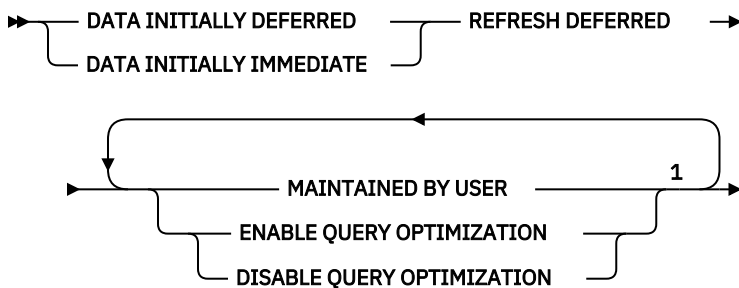 DATA INITIALLY DEFERRED REFRESH DEFERRED
DATA INITIALLY IMMEDIATE
1
MAINTAINED BY USER
ENABLE QUERY OPTIMIZATION
DISABLE QUERY OPTIMIZATION